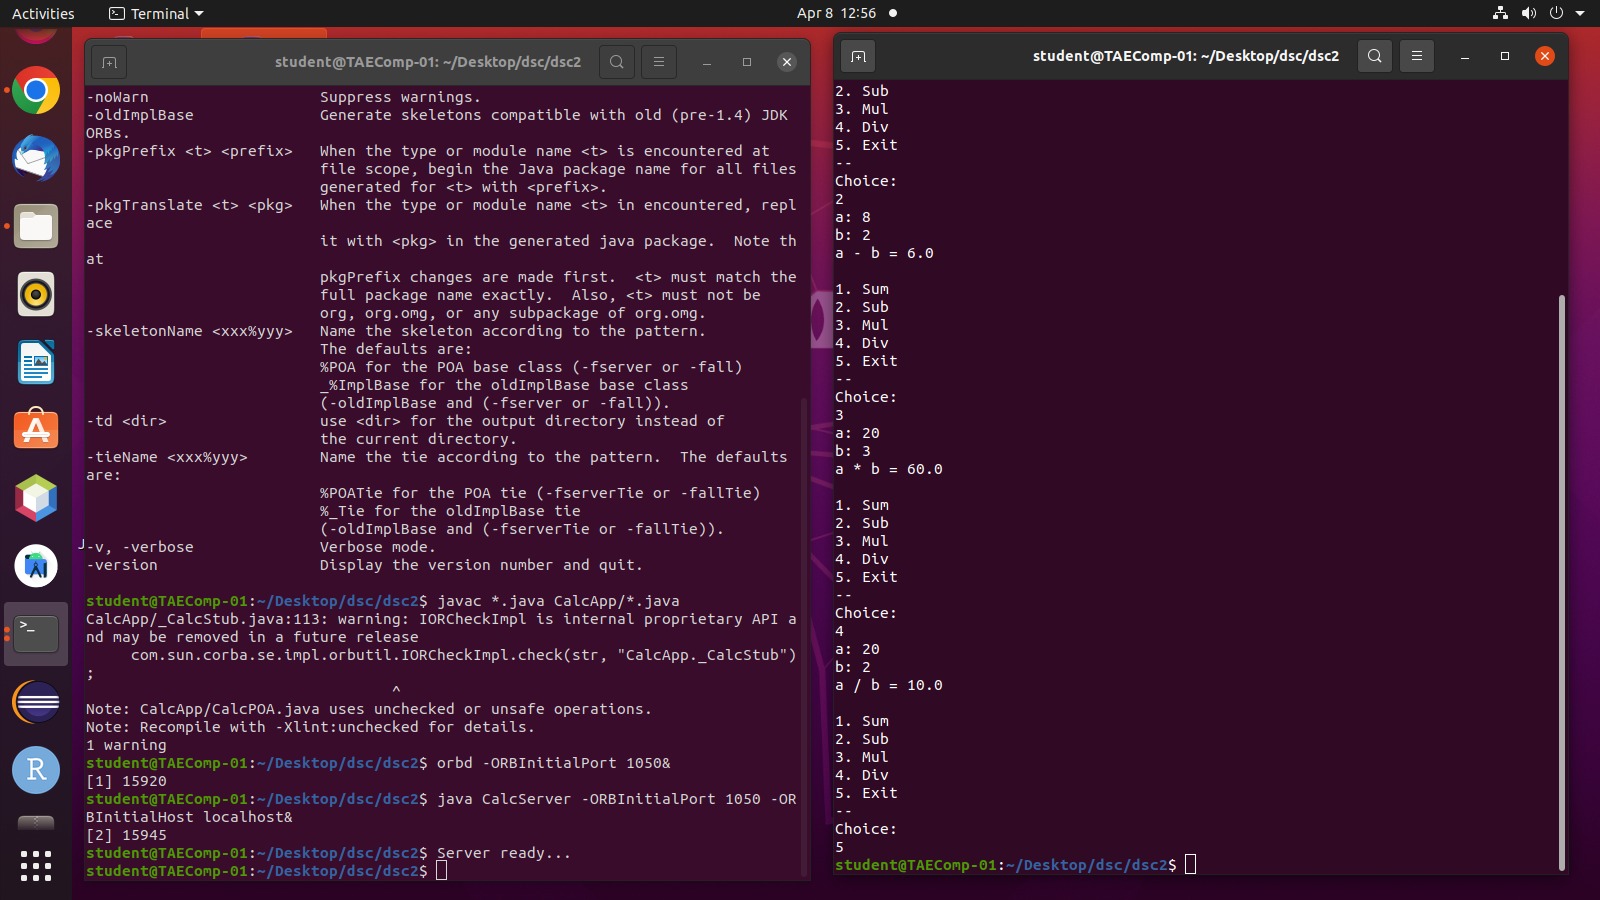 Activities
Terminal
Apr 8 12:56
student@TAEComp-01: ~/Desktop/dsc/dsc2
-noWarn                   Suppress warnings.
-oldImplBase              Generate skeletons compatible with old (pre-1.4) JDK
ORBs.
-pkgPrefix <t> <prefix>   When the type or module name <t> is encountered at
                          file scope, begin the Java package name for all files
                          generated for <t> with <prefix>.
-pkgTranslate <t> <pkg>   When the type or module name <t> in encountered, repl
ace
                          it with <pkg> in the generated java package.  Note th
at
                          pkgPrefix changes are made first.  <t> must match the
                          full package name exactly.  Also, <t> must not be
                          org, org.omg, or any subpackage of org.omg.
-skeletonName <xxx%yyy>   Name the skeleton according to the pattern.
                          The defaults are:
                          %POA for the POA base class (-fserver or -fall)
                          _%ImplBase for the oldImplBase base class
                          (-oldImplBase and (-fserver or -fall)).
-td <dir>                 use <dir> for the output directory instead of
                          the current directory.
-tieName <xxx%yyy>        Name the tie according to the pattern.  The defaults
are:
                          %POATie for the POA tie (-fserverTie or -fallTie)
                          %_Tie for the oldImplBase tie
                          (-oldImplBase and (-fserverTie or -fallTie)).
-v, -verbose              Verbose mode.
-version                  Display the version number and quit.
student@TAEComp-01:~/Desktop/dsc/dsc2$ javac *.java CalcApp/*.java
CalcApp/_CalcStub.java:113: warning: IORCheckImpl is internal proprietary API a
nd may be removed in a future release
     com.sun.corba.se.impl.orbutil.IORCheckImpl.check(str, "CalcApp._CalcStub")
;
                                  ^
Note: CalcApp/CalcPOA.java uses unchecked or unsafe operations.
Note: Recompile with -Xlint:unchecked for details.
1 warning
student@TAEComp-01:~/Desktop/dsc/dsc2$ orbd -ORBInitialPort 1050&
[1] 15920
student@TAEComp-01:~/Desktop/dsc/dsc2$ java CalcServer -ORBInitialPort 1050 -OR
BInitialHost localhost&
[2] 15945
student@TAEComp-01:~/Desktop/dsc/dsc2$ Server ready...
student@TAEComp-01:~/Desktop/dsc/dsc2$
student@TAEComp-01: ~/Desktop/dsc/dsc2
2. Sub
3. Mul
4. Div
5. Exit
--
Choice:
2
a: 8
b: 2
a - b = 6.0
1. Sum
2. Sub
3. Mul
4. Div
5. Exit
--
Choice:
3
a: 20
b: 3
a * b = 60.0
1. Sum
2. Sub
3. Mul
4. Div
5. Exit
--
Choice:
4
a: 20
b: 2
a / b = 10.0
1. Sum
2. Sub
3. Mul
4. Div
5. Exit
--
Choice:
5
student@TAEComp-01:~/Desktop/dsc/dsc2$
R